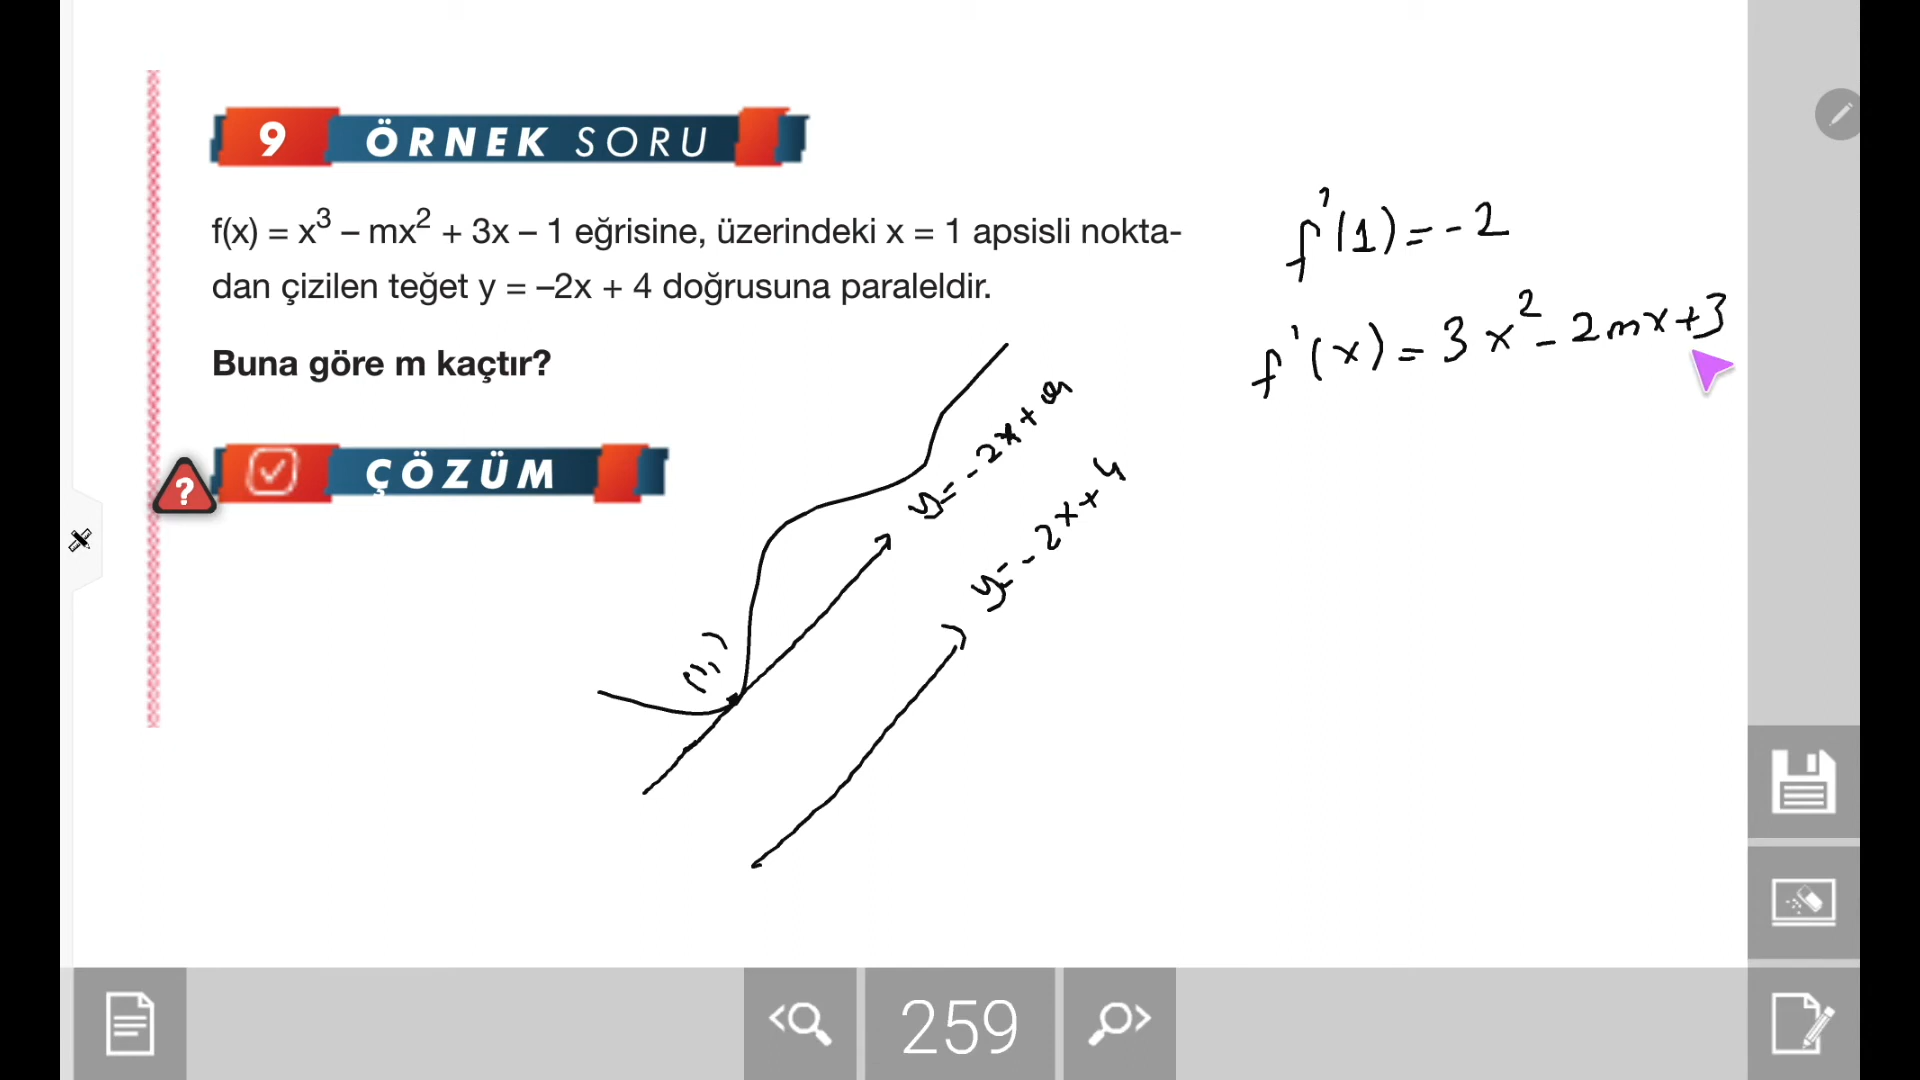 9 ÖRNEK SORU
f(x) = x³ – mx² + 3x – 1 eğrisine, üzerindeki x = 1 apsisli nokta-
dan çizilen teğet y = –2x + 4 doğrusuna paraleldir.
Buna göre m kaçtır?
ÇÖZÜM
?
f'(1) = -2
f'(x) = 3x² - 2mx+3
y = -2x+
y = -2x+4
259